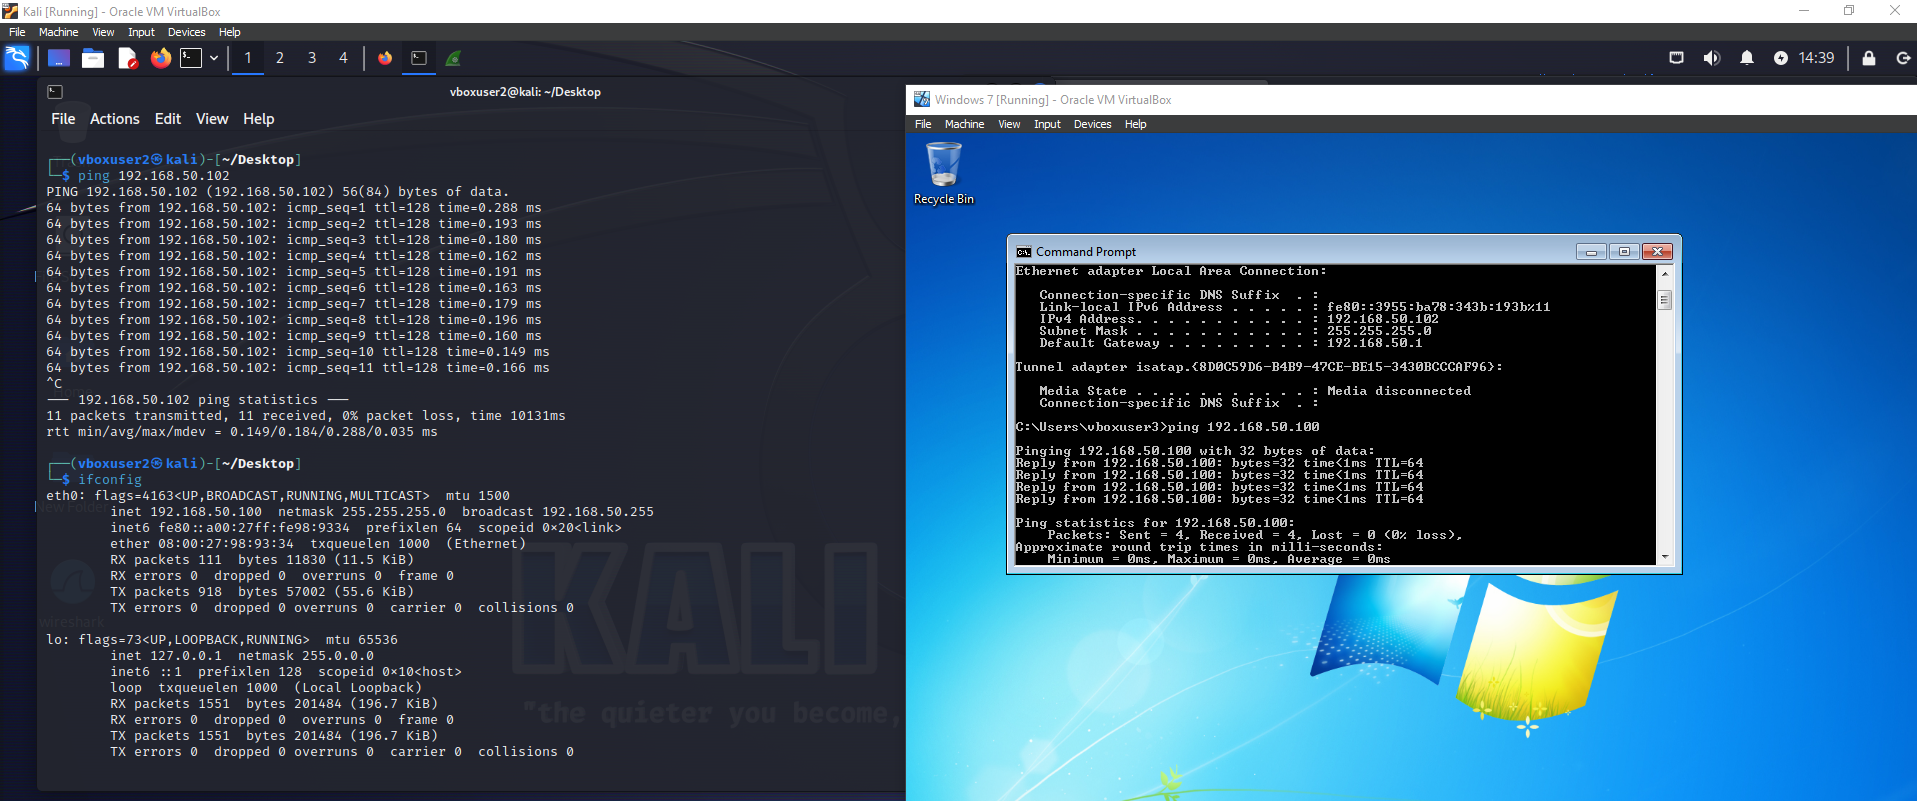 Kali [Running] - Oracle VM VirtualBox
File Machine View Input Devices Help
1 2 3 4
14:39
vboxuser2@kali: ~/Desktop
File Actions Edit View Help
┌──(vboxuser2㉿kali)-[~/Desktop]
└─$ ping 192.168.50.102
PING 192.168.50.102 (192.168.50.102) 56(84) bytes of data.
64 bytes from 192.168.50.102: icmp_seq=1 ttl=128 time=0.288 ms
64 bytes from 192.168.50.102: icmp_seq=2 ttl=128 time=0.193 ms
64 bytes from 192.168.50.102: icmp_seq=3 ttl=128 time=0.180 ms
64 bytes from 192.168.50.102: icmp_seq=4 ttl=128 time=0.162 ms
64 bytes from 192.168.50.102: icmp_seq=5 ttl=128 time=0.191 ms
64 bytes from 192.168.50.102: icmp_seq=6 ttl=128 time=0.163 ms
64 bytes from 192.168.50.102: icmp_seq=7 ttl=128 time=0.179 ms
64 bytes from 192.168.50.102: icmp_seq=8 ttl=128 time=0.196 ms
64 bytes from 192.168.50.102: icmp_seq=9 ttl=128 time=0.160 ms
64 bytes from 192.168.50.102: icmp_seq=10 ttl=128 time=0.149 ms
64 bytes from 192.168.50.102: icmp_seq=11 ttl=128 time=0.166 ms
^C
--- 192.168.50.102 ping statistics ---
11 packets transmitted, 11 received, 0% packet loss, time 10131ms
rtt min/avg/max/mdev = 0.149/0.184/0.288/0.035 ms
┌──(vboxuser2㉿kali)-[~/Desktop]
└─$ ifconfig
eth0: flags=4163<UP,BROADCAST,RUNNING,MULTICAST> mtu 1500
inet 192.168.50.100 netmask 255.255.255.0 broadcast 192.168.50.255
inet6 fe80::a00:27ff:fe98:9334 prefixlen 64 scopeid 0×20<link>
ether 08:00:27:98:93:34 txqueuelen 1000 (Ethernet)
RX packets 111 bytes 11830 (11.5 KiB)
RX errors 0 dropped 0 overruns 0 frame 0
TX packets 918 bytes 57002 (55.6 KiB)
TX errors 0 dropped 0 overruns 0 carrier 0 collisions 0
lo: flags=73<UP,LOOPBACK,RUNNING> mtu 65536
inet 127.0.0.1 netmask 255.0.0.0
inet6 ::1 prefixlen 128 scopeid 0×10<host>
loop txqueuelen 1000 (Local Loopback)
RX packets 1551 bytes 201484 (196.7 KiB)
RX errors 0 dropped 0 overruns 0 frame 0
TX packets 1551 bytes 201484 (196.7 KiB)
TX errors 0 dropped 0 overruns 0 carrier 0 collisions 0
New Folder
wireshark
KALI
"the quieter you become,
Windows 7 [Running] - Oracle VM VirtualBox
File Machine View Input Devices Help
Recycle Bin
Command Prompt
Ethernet adapter Local Area Connection:
Connection-specific DNS Suffix . :
Link-local IPv6 Address . . . . . : fe80::3955:ba78:343b:193b%11
IPv4 Address. . . . . . . . . . . : 192.168.50.102
Subnet Mask . . . . . . . . . . . : 255.255.255.0
Default Gateway . . . . . . . . . : 192.168.50.1
Tunnel adapter isatap.{8D0C59D6-B4B9-47CE-BE15-3430BCCCAF96}:
Media State . . . . . . . . . . . : Media disconnected
Connection-specific DNS Suffix . :
C:\Users\vboxuser3>ping 192.168.50.100
Pinging 192.168.50.100 with 32 bytes of data:
Reply from 192.168.50.100: bytes=32 time<1ms TTL=64
Reply from 192.168.50.100: bytes=32 time<1ms TTL=64
Reply from 192.168.50.100: bytes=32 time<1ms TTL=64
Reply from 192.168.50.100: bytes=32 time<1ms TTL=64
Ping statistics for 192.168.50.100:
Packets: Sent = 4, Received = 4, Lost = 0 (0% loss),
Approximate round trip times in milli-seconds:
Minimum = 0ms, Maximum = 0ms, Average = 0ms